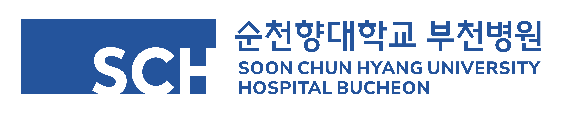 SCH
순천향대학교 부천병원
SOON CHUN HYANG UNIVERSITY
HOSPITAL BUCHEON